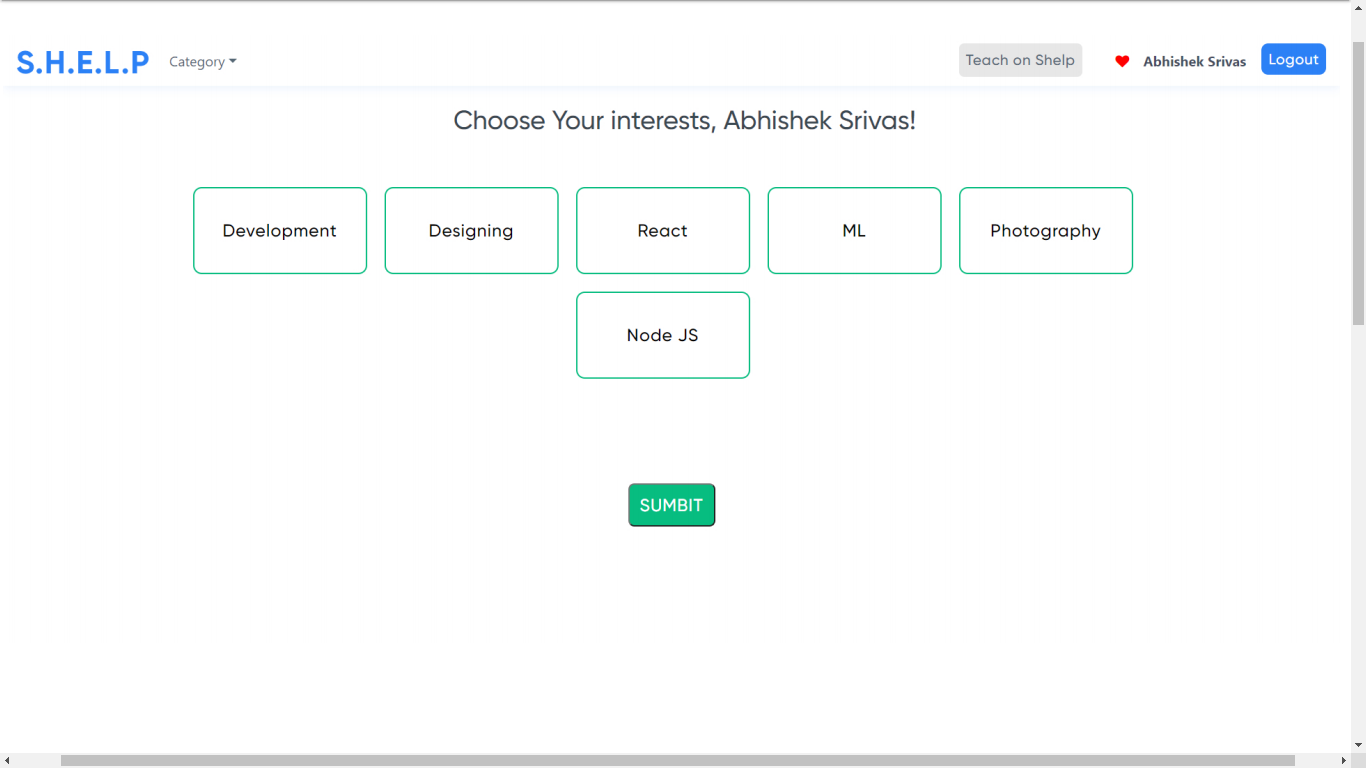 S.H.E.L.P Category Teach on Shelp Abhishek Srivas Logout
Choose Your interests, Abhishek Srivas!
Development Designing React ML Photography
Node JS
SUMBIT